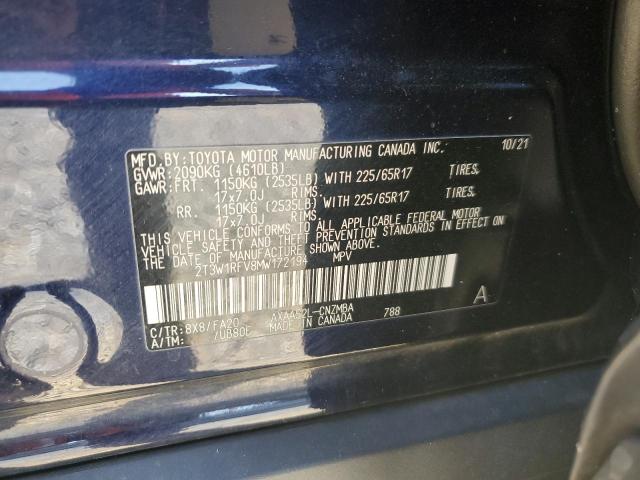 MFD.BY:TOYOTA MOTOR MANUFACTURING CANADA INC. 10/21
GVWR:2090KG (4610LB)
GAWR:FRT. 1150KG (2535LB) WITH 225/65R17 TIRES.
17x7.0J RIMS.
RR. 1150KG (2535LB) WITH 225/65R17 TIRES.
17x7.0J RIMS.
THIS VEHICLE CONFORMS TO ALL APPLICABLE FEDERAL MOTOR
VEHICLE SAFETY AND THEFT PREVENTION STANDARDS IN EFFECT ON
THE DATE OF MANUFACTURE SHOWN ABOVE.
2T3W1RFV8MW172194 MPV
C/TR:8X8/FA20 AXAA52L-CNZMBA 788 A
A/TM: /UB80E MADE IN CANADA